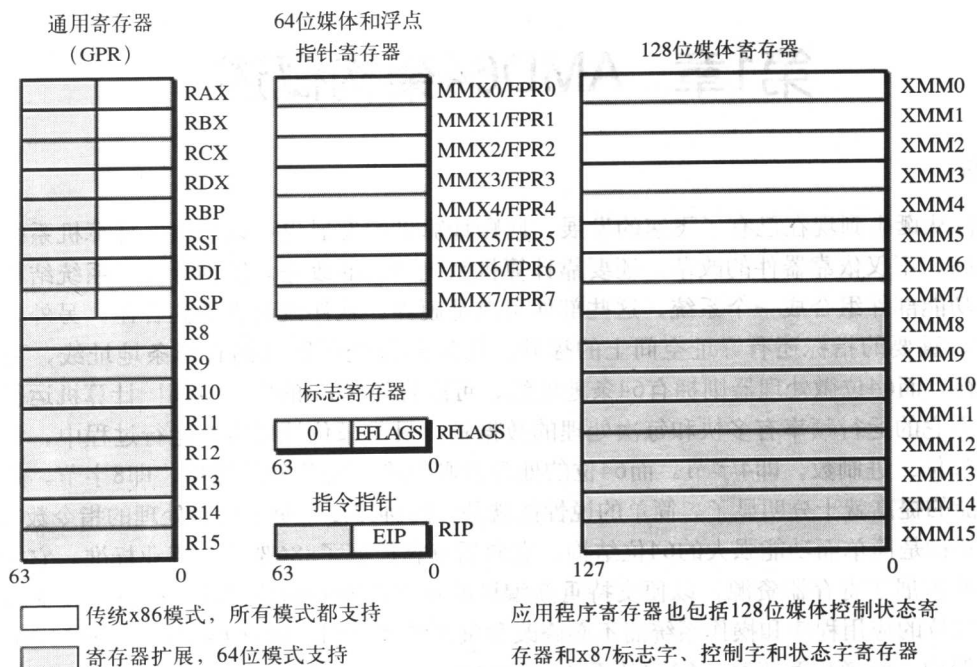 通用寄存器
（GPR）
RAX
RBX
RCX
RDX
RBP
RSI
RDI
RSP
R8
R9
R10
R11
R12
R13
R14
R15
63 0
64位媒体和浮点
指针寄存器
MMX0/FPR0
MMX1/FPR1
MMX2/FPR2
MMX3/FPR3
MMX4/FPR4
MMX5/FPR5
MMX6/FPR6
MMX7/FPR7
标志寄存器
0 EFLAGS RFLAGS
63 0
指令指针
EIP RIP
63 0
128位媒体寄存器
XMM0
XMM1
XMM2
XMM3
XMM4
XMM5
XMM6
XMM7
XMM8
XMM9
XMM10
XMM11
XMM12
XMM13
XMM14
XMM15
127 0
传统x86模式，所有模式都支持
寄存器扩展，64位模式支持
应用程序寄存器也包括128位媒体控制状态寄
存器和x87标志字、控制字和状态字寄存器